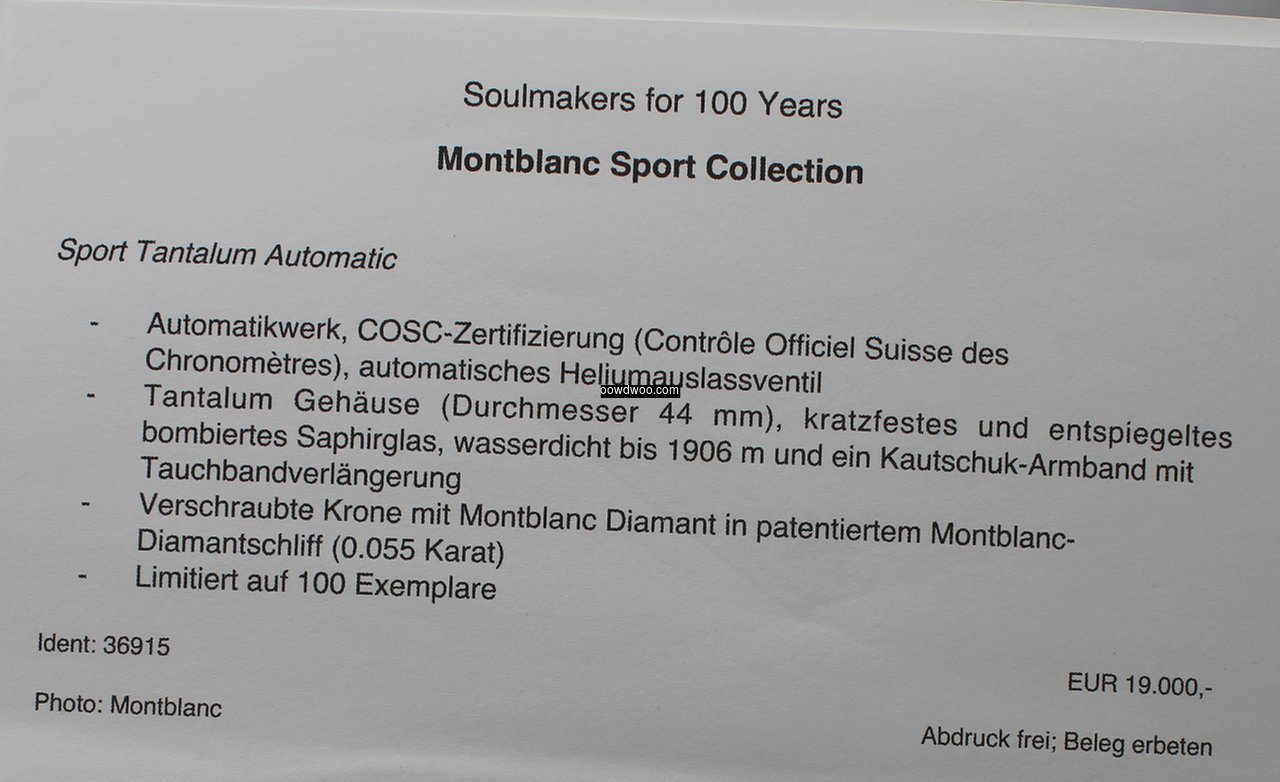 Soulmakers for 100 Years
Montblanc Sport Collection
Sport Tantalum Automatic
- Automatikwerk, COSC-Zertifizierung (Contrôle Officiel Suisse des
Chronomètres), automatisches Heliumauslassventil
powdwoo.com
- Tantalum Gehäuse (Durchmesser 44 mm), kratzfestes und entspiegeltes
bombiertes Saphirglas, wasserdicht bis 1906 m und ein Kautschuk-Armband mit
Tauchbandverlängerung
- Verschraubte Krone mit Montblanc Diamant in patentiertem Montblanc-
Diamantschliff (0.055 Karat)
- Limitiert auf 100 Exemplare
Ident: 36915
EUR 19.000,-
Photo: Montblanc
Abdruck frei; Beleg erbeten